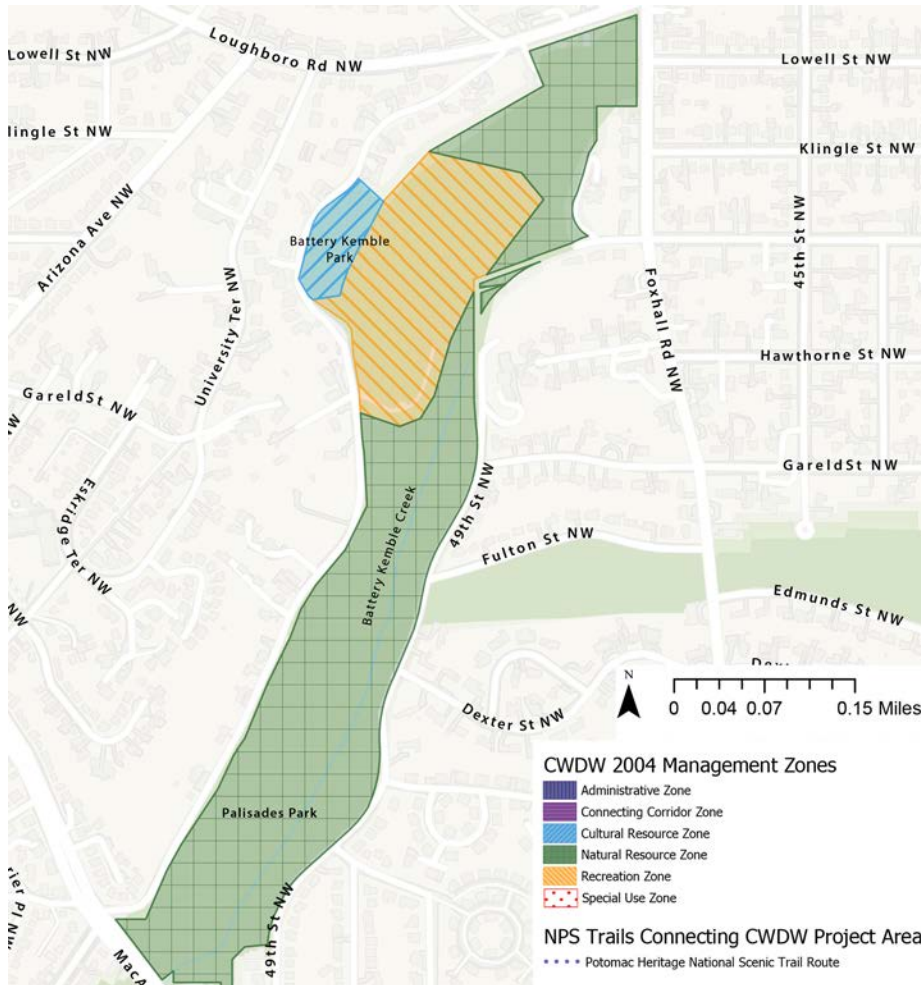 Lowell St NW
Loughboro Rd NW
Lowell St NW
lingle St NW
Klingle St NW
Arizona Ave NW
Battery Kemble
Park
45th St NW
University Ter NW
Foxhall Rd NW
Hawthorne St NW
GareldSt NW
GareldSt NW
Eskridge Ter NW
Battery Kemble Creek
49th St NW
Fulton St NW
Edmunds St NW
NW
Dexter St NW
N
0 0.04 0.07 0.15 Miles
CWDW 2004 Management Zones
Administrative Zone
Connecting Corridor Zone
Cultural Resource Zone
Natural Resource Zone
Recreation Zone
Special Use Zone
Palisades Park
49th St NW
rier Pl NW
MacA
NPS Trails Connecting CWDW Project Area
Potomac Heritage National Scenic Trail Route